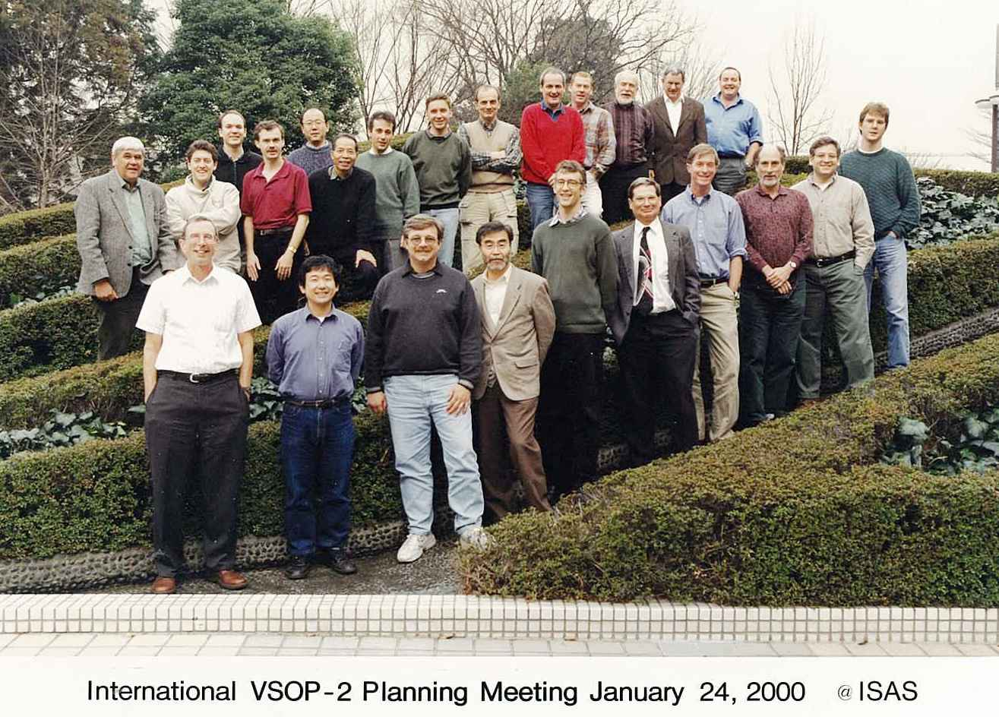 International VSOP-2 Planning Meeting January 24, 2000 @ISAS